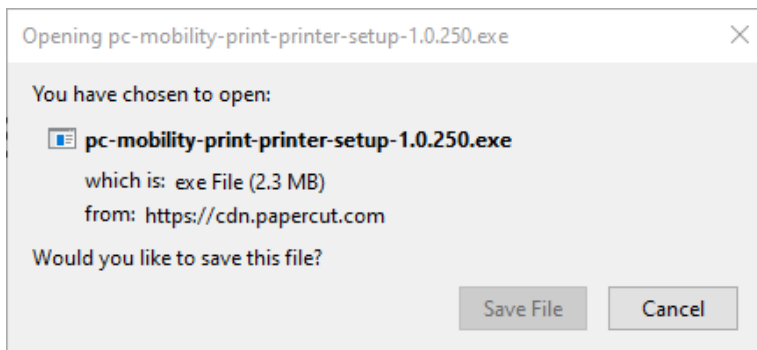 Opening pc-mobility-print-printer-setup-1.0.250.exe
You have chosen to open:
pc-mobility-print-printer-setup-1.0.250.exe
which is: exe File (2.3 MB)
from: https://cdn.papercut.com
Would you like to save this file?
Save File Cancel